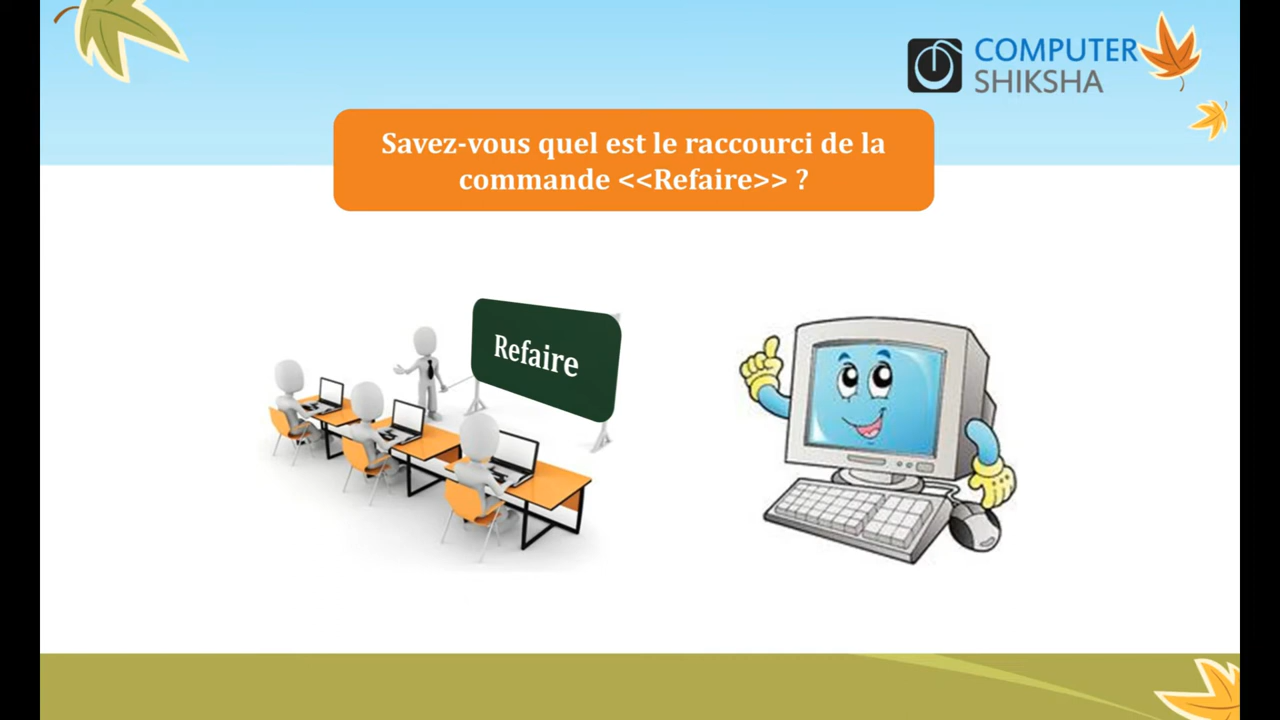 COMPUTER
SHIKSHA
Savez-vous quel est le raccourci de la
commande <<Refaire>> ?
Refaire